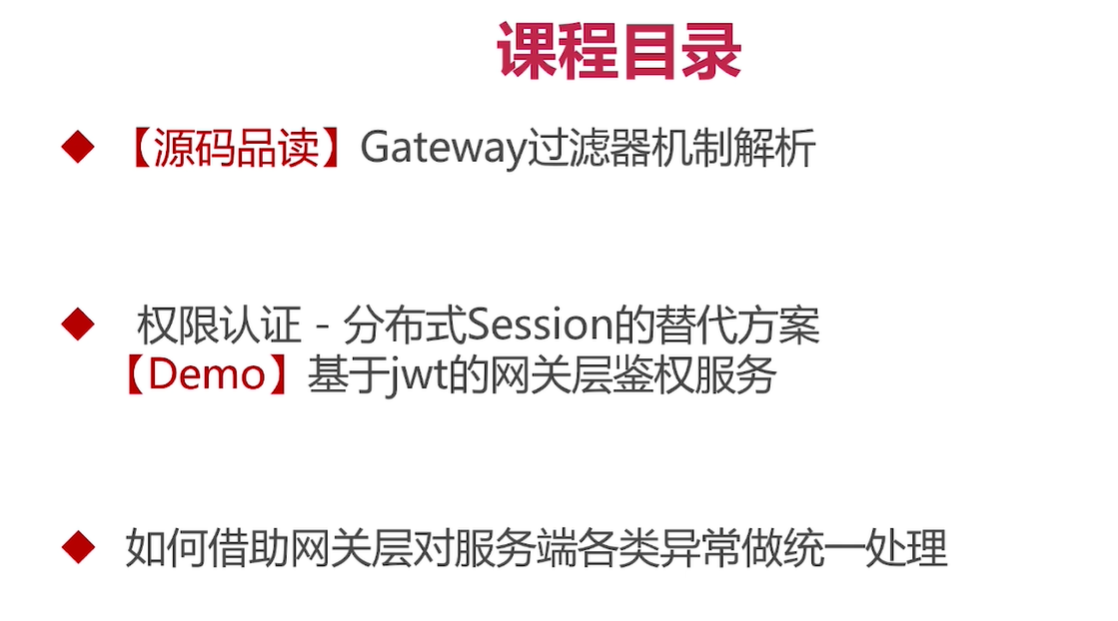 课程目录
【源码品读】Gateway过滤器机制解析
权限认证 - 分布式Session的替代方案
【Demo】基于jwt的网关层鉴权服务
如何借助网关层对服务端各类异常做统一处理